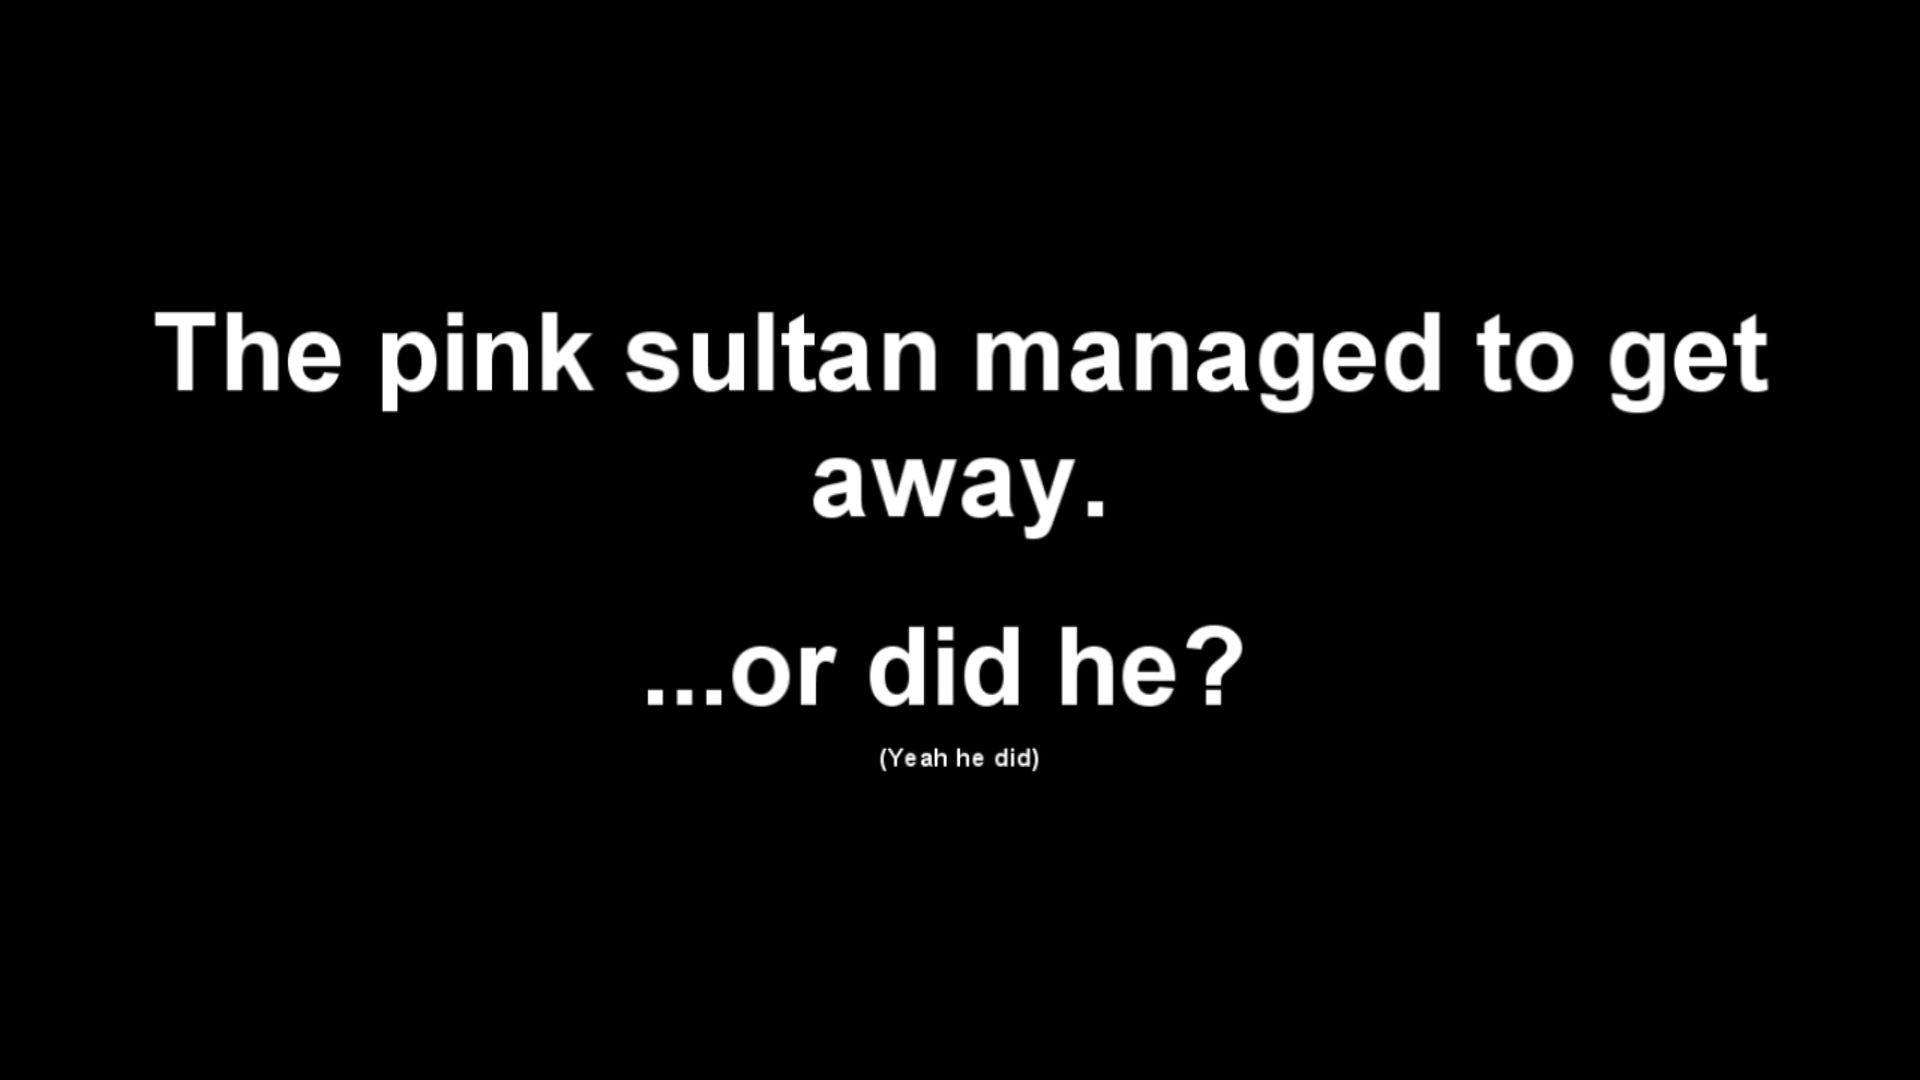 The pink sultan managed to get
away.
...or did he?
(Yeah he did)